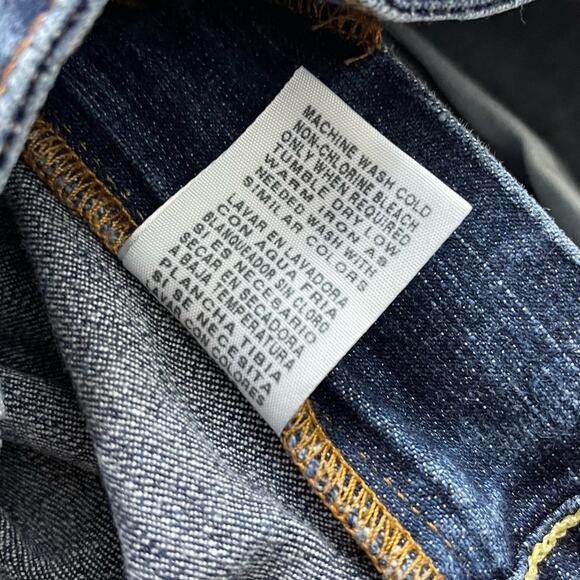 MACHINE WASH COLD
NON-CHLORINE BLEACH
ONLY WHEN REQUIRED
TUMBLE DRY LOW
WARM IRON AS
NEEDED WASH WITH
SIMILAR COLORS
LAVAR EN LAVADORA
CON AGUA FRIA
BLANQUEADOR SIN CLORO
SI ES NECESARIO
SECAR EN SECADORA
A BAJA TEMPERATURA
PLANCHA TIBIA
SI SE NECESITA
LAVAR CON COLORES